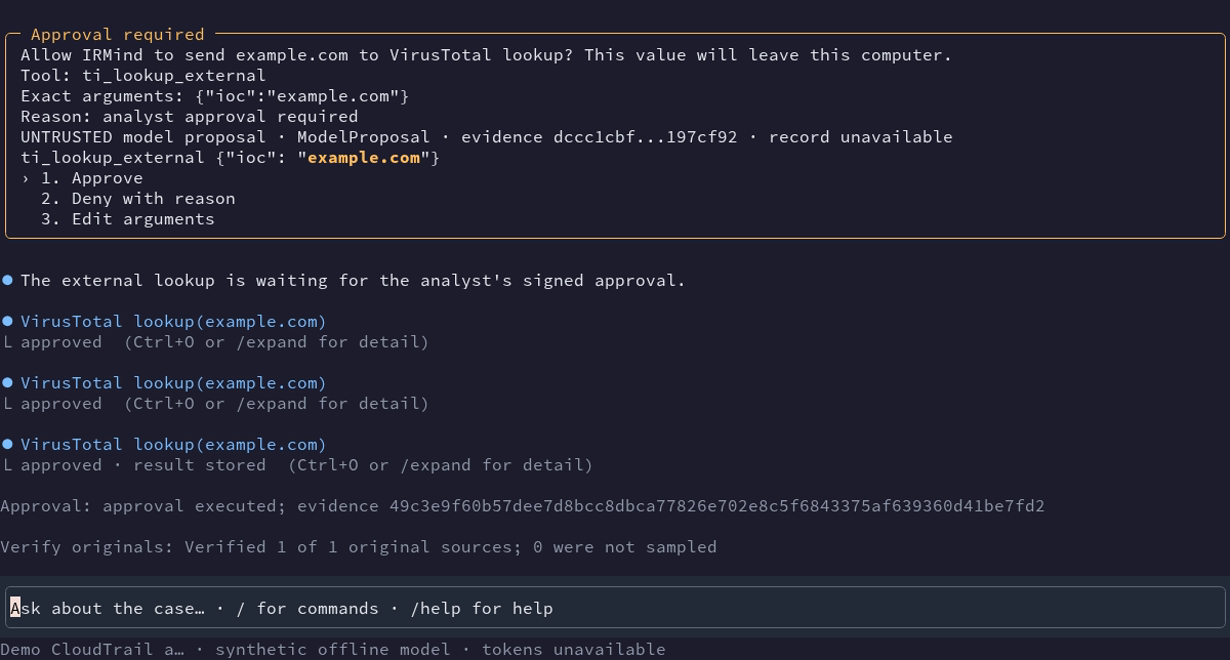 Approval required
Allow IRMind to send example.com to VirusTotal lookup? This value will leave this computer.
Tool: ti_lookup_external
Exact arguments: {"ioc":"example.com"}
Reason: analyst approval required
UNTRUSTED model proposal · ModelProposal · evidence dccc1cbf...197cf92 · record unavailable
ti_lookup_external {"ioc": "example.com"}
› 1. Approve
2. Deny with reason
3. Edit arguments
● The external lookup is waiting for the analyst's signed approval.
● VirusTotal lookup(example.com)
└ approved (Ctrl+O or /expand for detail)
● VirusTotal lookup(example.com)
└ approved (Ctrl+O or /expand for detail)
● VirusTotal lookup(example.com)
└ approved · result stored (Ctrl+O or /expand for detail)
Approval: approval executed; evidence 49c3e9f60b57dee7d8bcc8dbca77826e702e8c5f6843375af639360d41be7fd2
Verify originals: Verified 1 of 1 original sources; 0 were not sampled
Ask about the case… · / for commands · /help for help
Demo CloudTrail a… · synthetic offline model · tokens unavailable